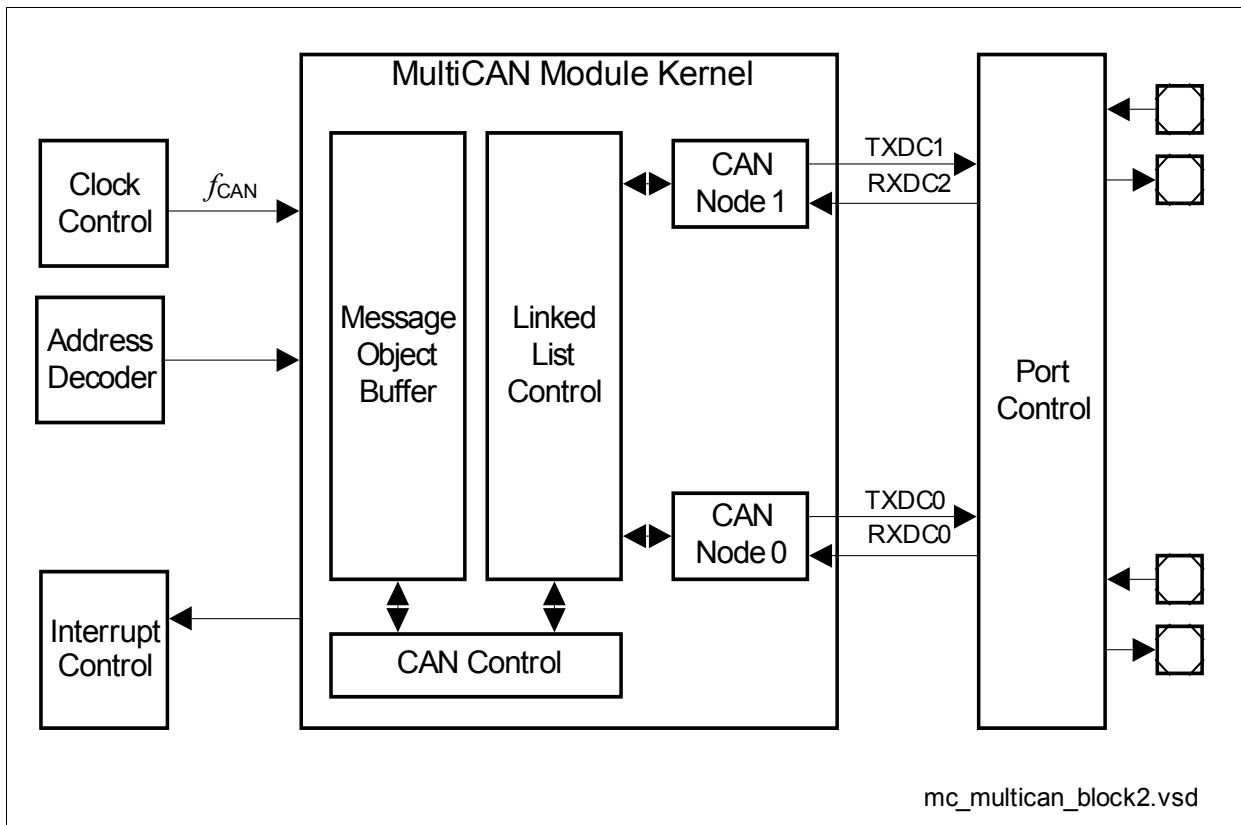 MultiCAN Module Kernel
Clock
Control
fCAN
Address
Decoder
Interrupt
Control
Message
Object
Buffer
Linked
List
Control
CAN Control
CAN
Node 1
TXDC1
RXDC2
CAN
Node 0
TXDC0
RXDC0
Port
Control
mc_multican_block2.vsd